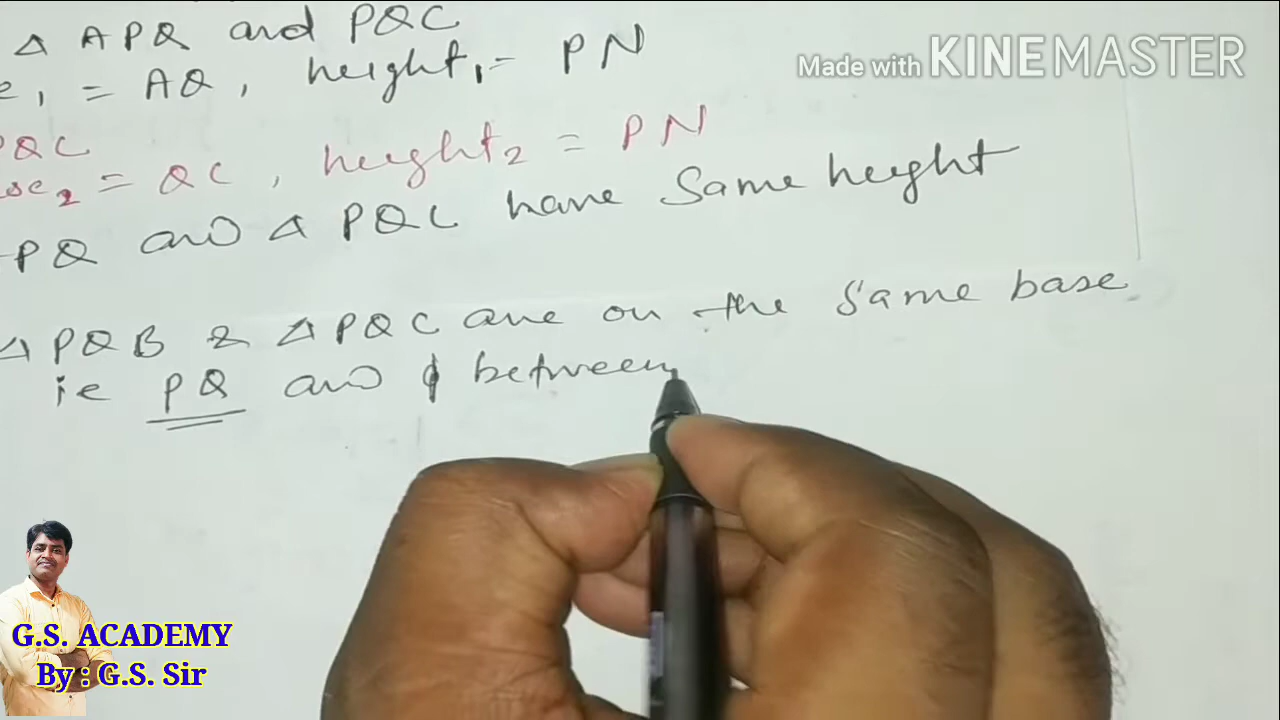 Δ APQ and PQC
Made with KINEMASTER
e₁ = AQ, height₁ = PN
PQC
se₂ = QC, height₂ = PN
PQ and Δ PQC have same height
Δ PQB & Δ PQC are on the same base
ie PQ and between
G.S. ACADEMY
By : G.S. Sir